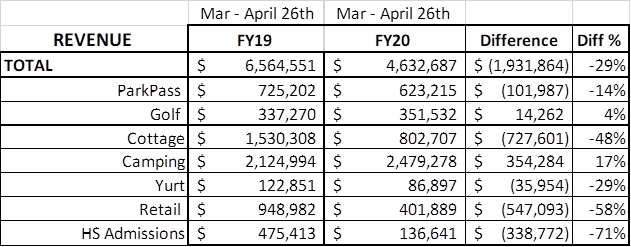 Mar - April 26th Mar - April 26th
REVENUE FY19 FY20 Difference Diff %
TOTAL $ 6,564,551 $ 4,632,687 $ (1,931,864) -29%
ParkPass $ 725,202 $ 623,215 $ (101,987) -14%
Golf $ 337,270 $ 351,532 $ 14,262 4%
Cottage $ 1,530,308 $ 802,707 $ (727,601) -48%
Camping $ 2,124,994 $ 2,479,278 $ 354,284 17%
Yurt $ 122,851 $ 86,897 $ (35,954) -29%
Retail $ 948,982 $ 401,889 $ (547,093) -58%
HS Admissions $ 475,413 $ 136,641 $ (338,772) -71%